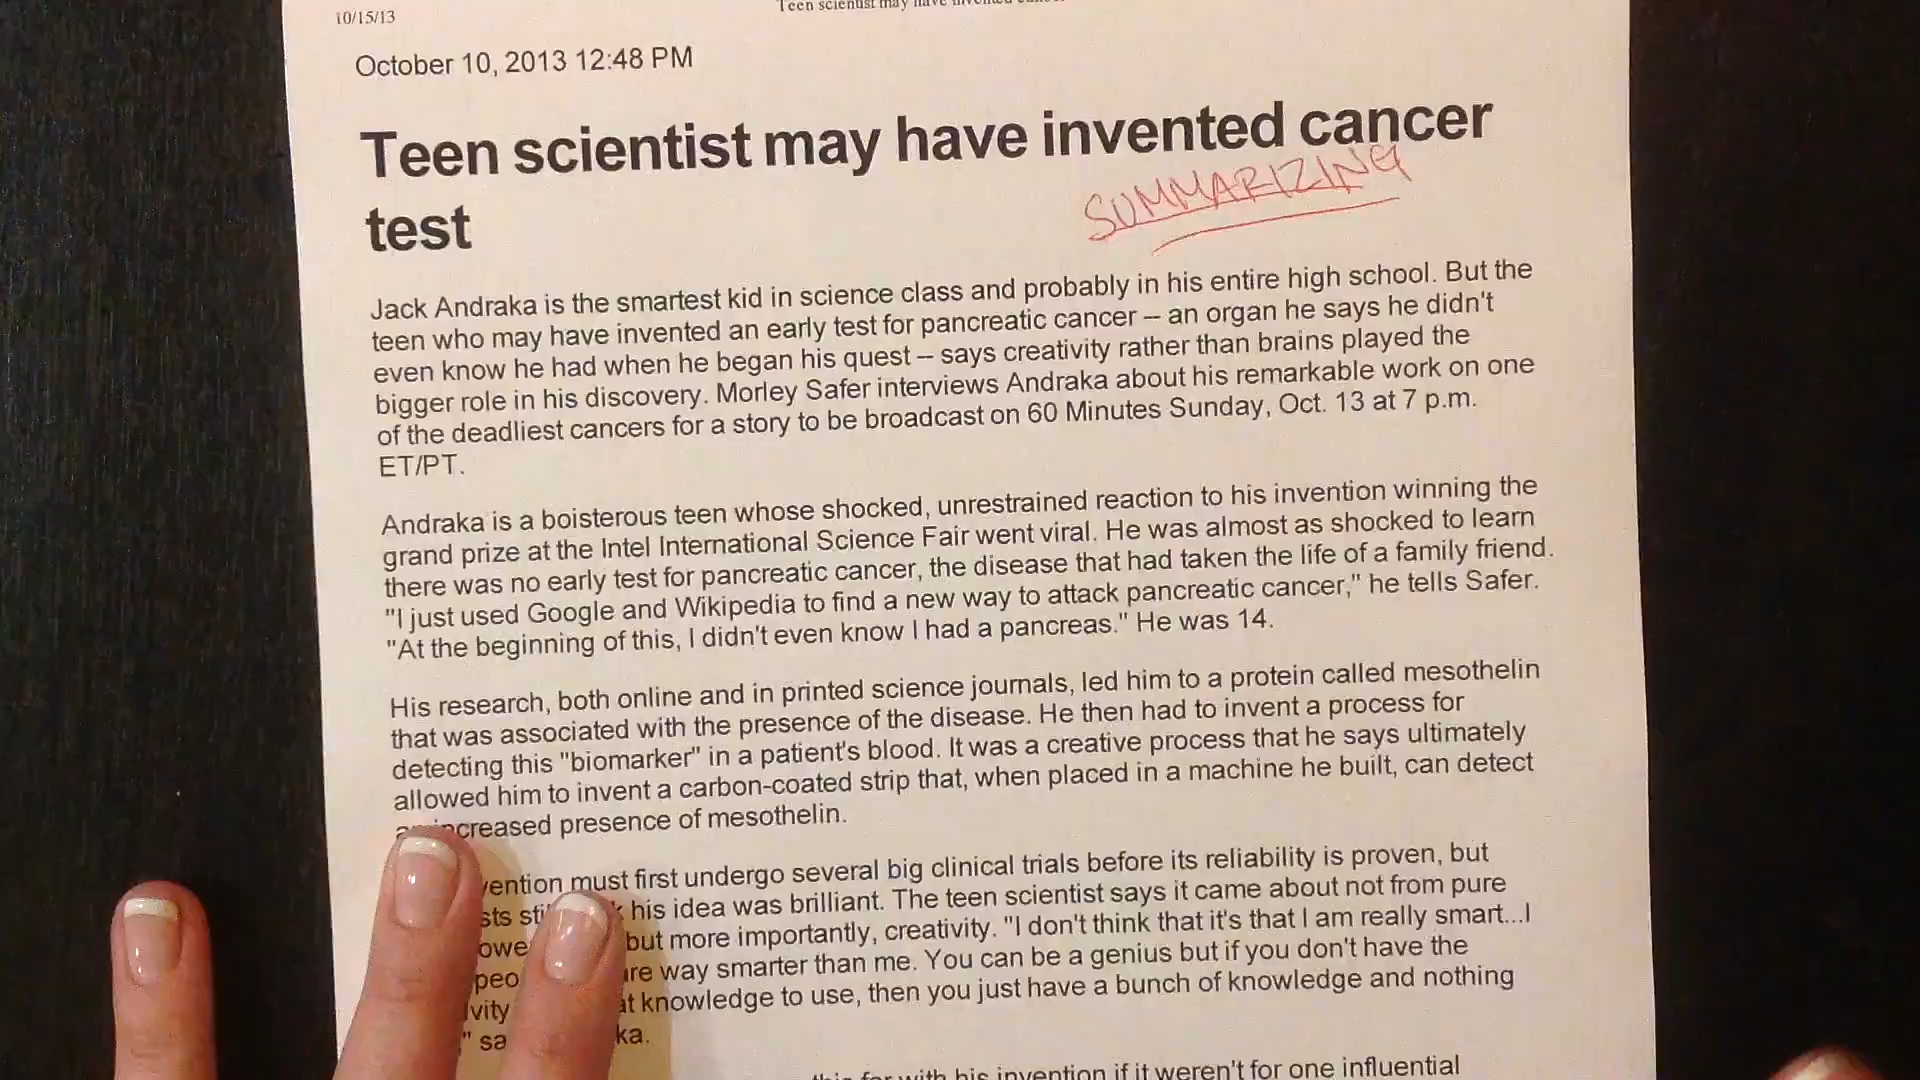 10/15/13
Teen scientist may have invented
October 10, 2013 12:48 PM
Teen scientist may have invented cancer
test
SUMMARIZING
Jack Andraka is the smartest kid in science class and probably in his entire high school. But the
teen who may have invented an early test for pancreatic cancer – an organ he says he didn't
even know he had when he began his quest – says creativity rather than brains played the
bigger role in his discovery. Morley Safer interviews Andraka about his remarkable work on one
of the deadliest cancers for a story to be broadcast on 60 Minutes Sunday, Oct. 13 at 7 p.m.
ET/PT.
Andraka is a boisterous teen whose shocked, unrestrained reaction to his invention winning the
grand prize at the Intel International Science Fair went viral. He was almost as shocked to learn
there was no early test for pancreatic cancer, the disease that had taken the life of a family friend.
"I just used Google and Wikipedia to find a new way to attack pancreatic cancer," he tells Safer.
"At the beginning of this, I didn't even know I had a pancreas." He was 14.
His research, both online and in printed science journals, led him to a protein called mesothelin
that was associated with the presence of the disease. He then had to invent a process for
detecting this "biomarker" in a patient's blood. It was a creative process that he says ultimately
allowed him to invent a carbon-coated strip that, when placed in a machine he built, can detect
increased presence of mesothelin.
must first undergo several big clinical trials before its reliability is proven, but
his idea was brilliant. The teen scientist says it came about not from pure
but more importantly, creativity. "I don't think that it's that I am really smart...I
way smarter than me. You can be a genius but if you don't have the
knowledge to use, then you just have a bunch of knowledge and nothing
with his invention if it weren't for one influential